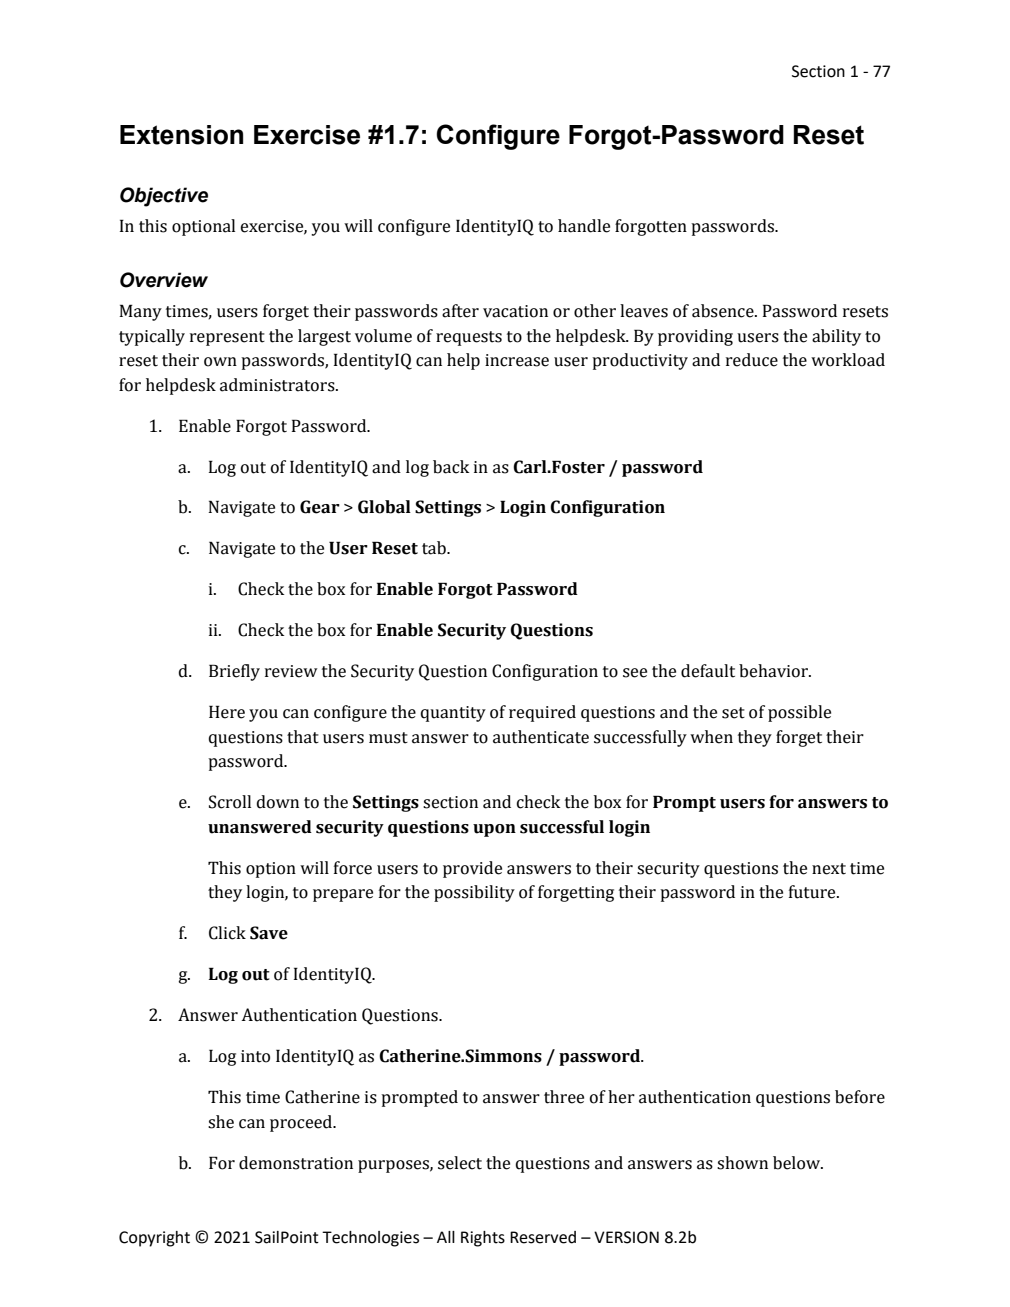 Section 1 - 77
Extension Exercise #1.7: Configure Forgot-Password Reset
Objective
In this optional exercise, you will configure IdentityIQ to handle forgotten passwords.
Overview
Many times, users forget their passwords after vacation or other leaves of absence. Password resets
typically represent the largest volume of requests to the helpdesk. By providing users the ability to
reset their own passwords, IdentityIQ can help increase user productivity and reduce the workload
for helpdesk administrators.
1. Enable Forgot Password.
a. Log out of IdentityIQ and log back in as Carl.Foster / password
b. Navigate to Gear > Global Settings > Login Configuration
c. Navigate to the User Reset tab.
i. Check the box for Enable Forgot Password
ii. Check the box for Enable Security Questions
d. Briefly review the Security Question Configuration to see the default behavior.
Here you can configure the quantity of required questions and the set of possible
questions that users must answer to authenticate successfully when they forget their
password.
e. Scroll down to the Settings section and check the box for Prompt users for answers to
unanswered security questions upon successful login
This option will force users to provide answers to their security questions the next time
they login, to prepare for the possibility of forgetting their password in the future.
f. Click Save
g. Log out of IdentityIQ.
2. Answer Authentication Questions.
a. Log into IdentityIQ as Catherine.Simmons / password.
This time Catherine is prompted to answer three of her authentication questions before
she can proceed.
b. For demonstration purposes, select the questions and answers as shown below.
Copyright © 2021 SailPoint Technologies – All Rights Reserved – VERSION 8.2b